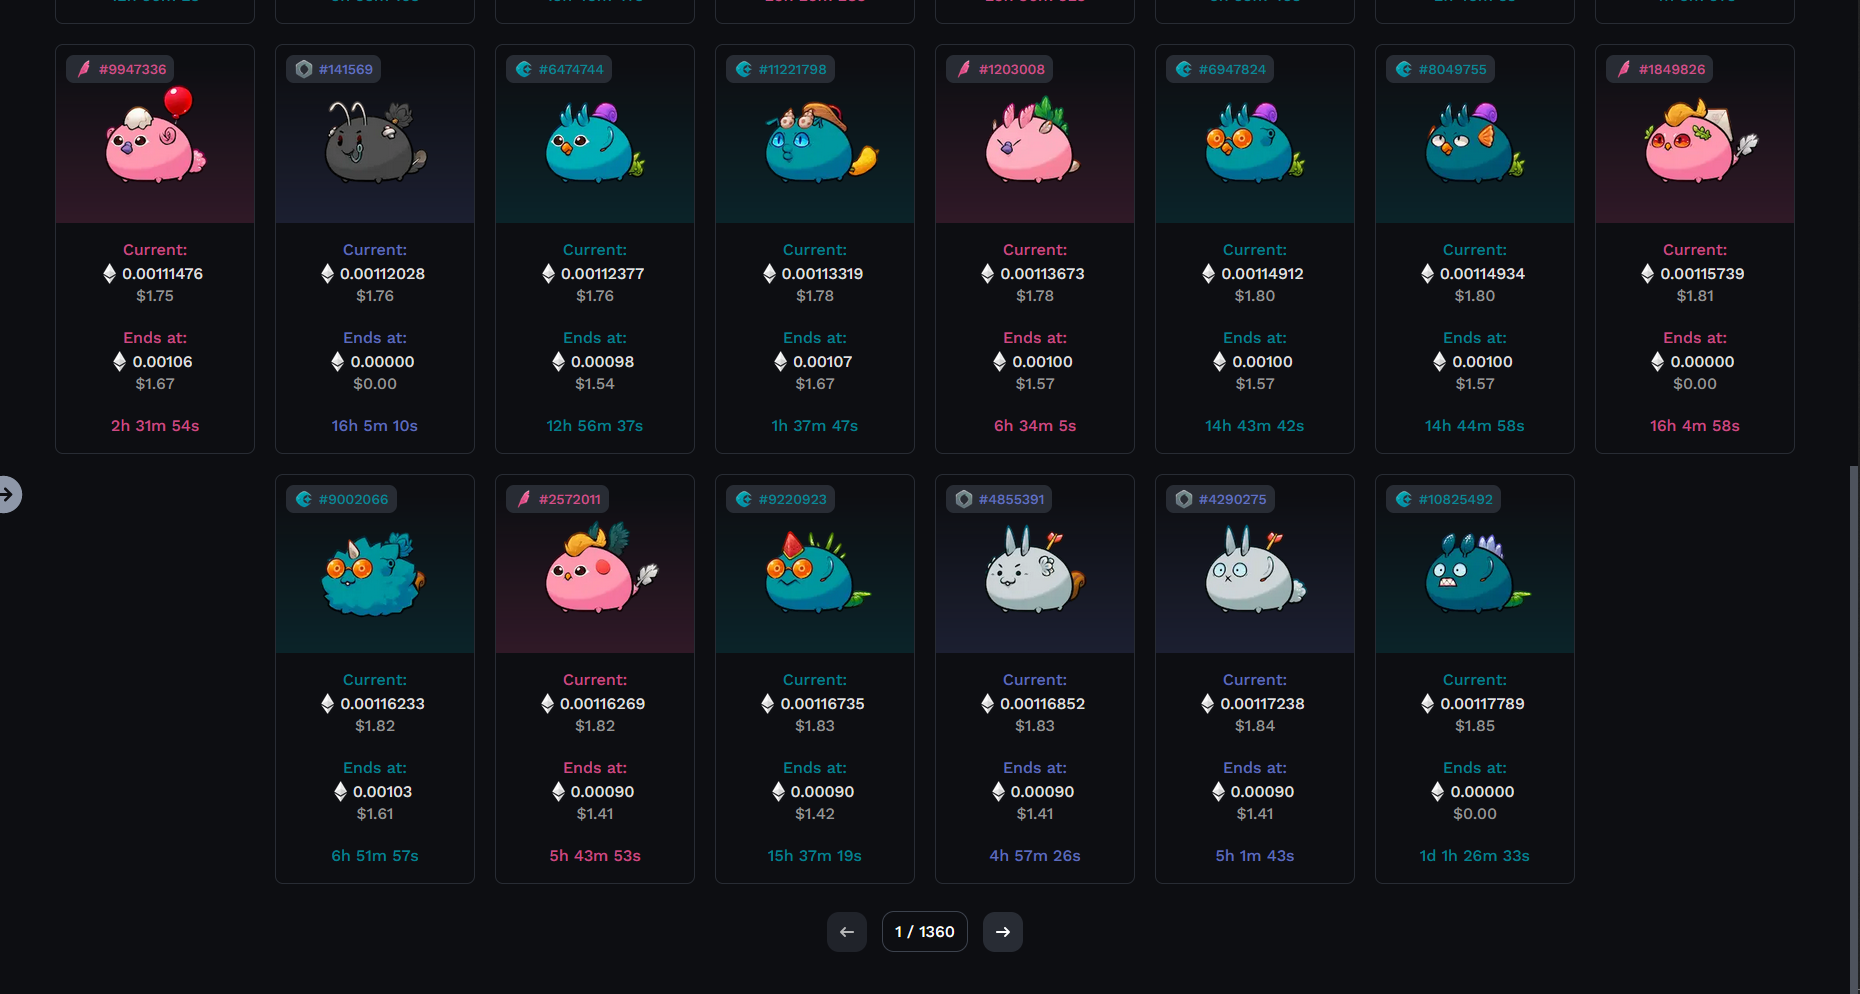 #9947336
Current:
0.00111476
$1.75
Ends at:
0.00106
$1.67
2h 31m 54s
#141569
Current:
0.00112028
$1.76
Ends at:
0.00000
$0.00
16h 5m 10s
#6474744
Current:
0.00112377
$1.76
Ends at:
0.00098
$1.54
12h 56m 37s
#11221798
Current:
0.00113319
$1.78
Ends at:
0.00107
$1.67
1h 37m 47s
#1203008
Current:
0.00113673
$1.78
Ends at:
0.00100
$1.57
6h 34m 5s
#6947824
Current:
0.00114912
$1.80
Ends at:
0.00100
$1.57
14h 43m 42s
#8049755
Current:
0.00114934
$1.80
Ends at:
0.00100
$1.57
14h 44m 58s
#1849826
Current:
0.00115739
$1.81
Ends at:
0.00000
$0.00
16h 4m 58s
#9002066
Current:
0.00116233
$1.82
Ends at:
0.00103
$1.61
6h 51m 57s
#2572011
Current:
0.00116269
$1.82
Ends at:
0.00090
$1.41
5h 43m 53s
#9220923
Current:
0.00116735
$1.83
Ends at:
0.00090
$1.42
15h 37m 19s
#4855391
Current:
0.00116852
$1.83
Ends at:
0.00090
$1.41
4h 57m 26s
#4290275
Current:
0.00117238
$1.84
Ends at:
0.00090
$1.41
5h 1m 43s
#10825492
Current:
0.00117789
$1.85
Ends at:
0.00000
$0.00
1d 1h 26m 33s
1 / 1360